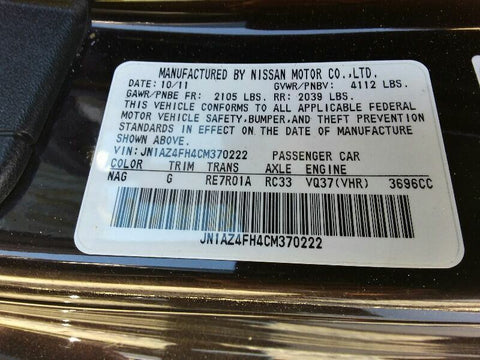 MANUFACTURED BY NISSAN MOTOR CO.,LTD.
DATE: 10/11 GVWR/PNBV: 4112 LBS.
GAWR/PNBE FR: 2105 LBS. RR: 2039 LBS.
THIS VEHICLE CONFORMS TO ALL APPLICABLE FEDERAL
MOTOR VEHICLE SAFETY,BUMPER,AND THEFT PREVENTION
STANDARDS IN EFFECT ON THE DATE OF MANUFACTURE
SHOWN ABOVE.
VIN: JN1AZ4FH4CM370222 PASSENGER CAR
COLOR TRIM TRANS AXLE ENGINE
NAG G RE7R01A RC33 VQ37(VHR) 3696CC
JN1AZ4FH4CM370222